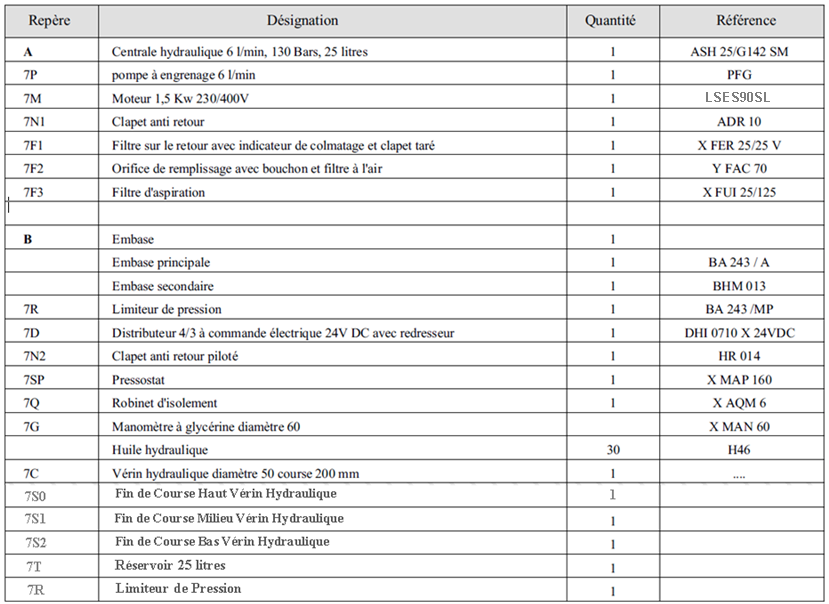 Repère Désignation Quantité Référence
A Centrale hydraulique 6 l/min, 130 Bars, 25 litres 1 ASH 25/G142 SM
7P pompe à engrenage 6 l/min 1 PFG
7M Moteur 1,5 Kw 230/400V 1 LSES90SL
7N1 Clapet anti retour 1 ADR 10
7F1 Filtre sur le retour avec indicateur de colmatage et clapet taré 1 X FER 25/25 V
7F2 Orifice de remplissage avec bouchon et filtre à l'air 1 Y FAC 70
7F3 Filtre d'aspiration 1 X FUI 25/125
B Embase 1
Embase principale 1 BA 243 / A
Embase secondaire 1 BHM 013
7R Limiteur de pression 1 BA 243 /MP
7D Distributeur 4/3 à commande électrique 24V DC avec redresseur 1 DHI 0710 X 24VDC
7N2 Clapet anti retour piloté 1 HR 014
7SP Pressostat 1 X MAP 160
7Q Robinet d'isolement 1 X AQM 6
7G Manomètre à glycérine diamètre 60 X MAN 60
Huile hydraulique 30 H46
7C Vérin hydraulique diamètre 50 course 200 mm 1 ....
7S0 Fin de Course Haut Vérin Hydraulique 1
7S1 Fin de Course Milieu Vérin Hydraulique 1
7S2 Fin de Course Bas Vérin Hydraulique 1
7T Réservoir 25 litres 1
7R Limiteur de Pression 1